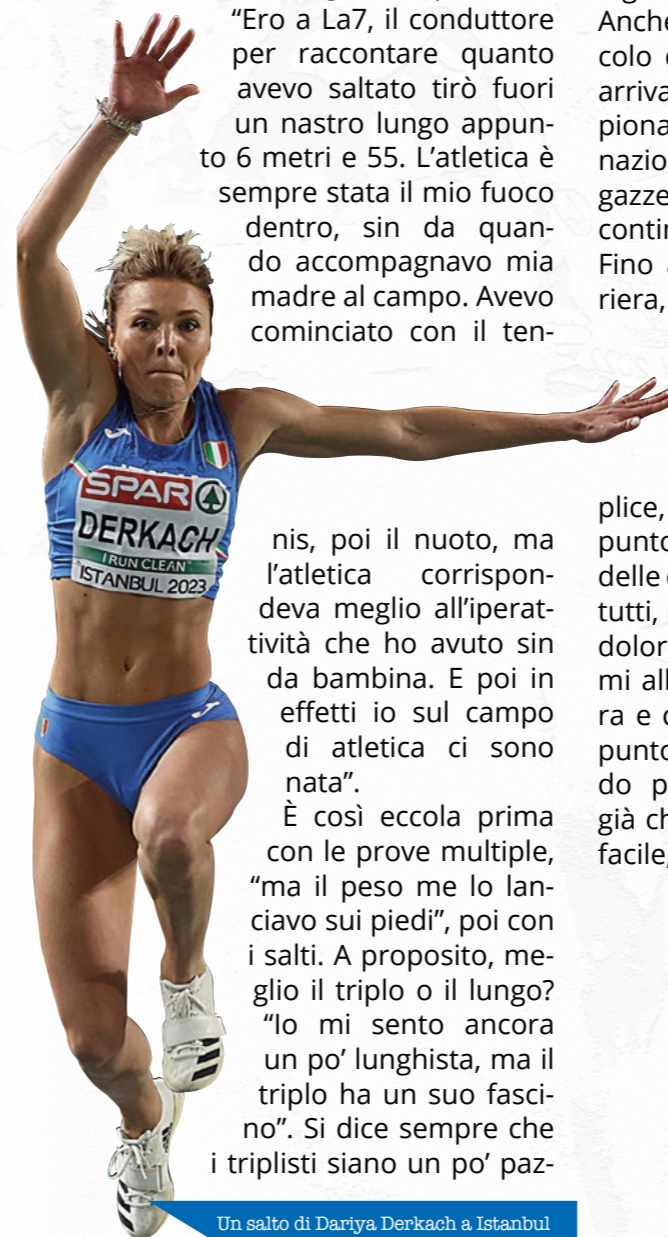 “Ero a La7, il conduttore
per raccontare quanto
avevo saltato tirò fuori
un nastro lungo appun-
to 6 metri e 55. L’atletica è
sempre stata il mio fuoco
dentro, sin da quan-
do accompagnavo mia
madre al campo. Avevo
cominciato con il ten-
nis, poi il nuoto, ma
l’atletica corrispon-
deva meglio all’iperat-
tività che ho avuto sin
da bambina. E poi in
effetti io sul campo
di atletica ci sono
nata”.
È così eccola prima
con le prove multiple,
“ma il peso me lo lan-
ciavo sui piedi”, poi con
i salti. A proposito, me-
glio il triplo o il lungo?
“Io mi sento ancora
un po’ lunghista, ma il
triplo ha un suo fasci-
no”. Si dice sempre che
i triplisti siano un po’ paz-
SPAR
DERKACH
I RUN CLEAN
ISTANBUL 2023
Un salto di Dariya Derkach a Istanbul
Anche
colo
arriva
piona
nazio
gazze
contin
Fino
riera,
plice,
punto
delle
tutti,
dolor
mi all
ra e
punto
do p
già ch
facile,